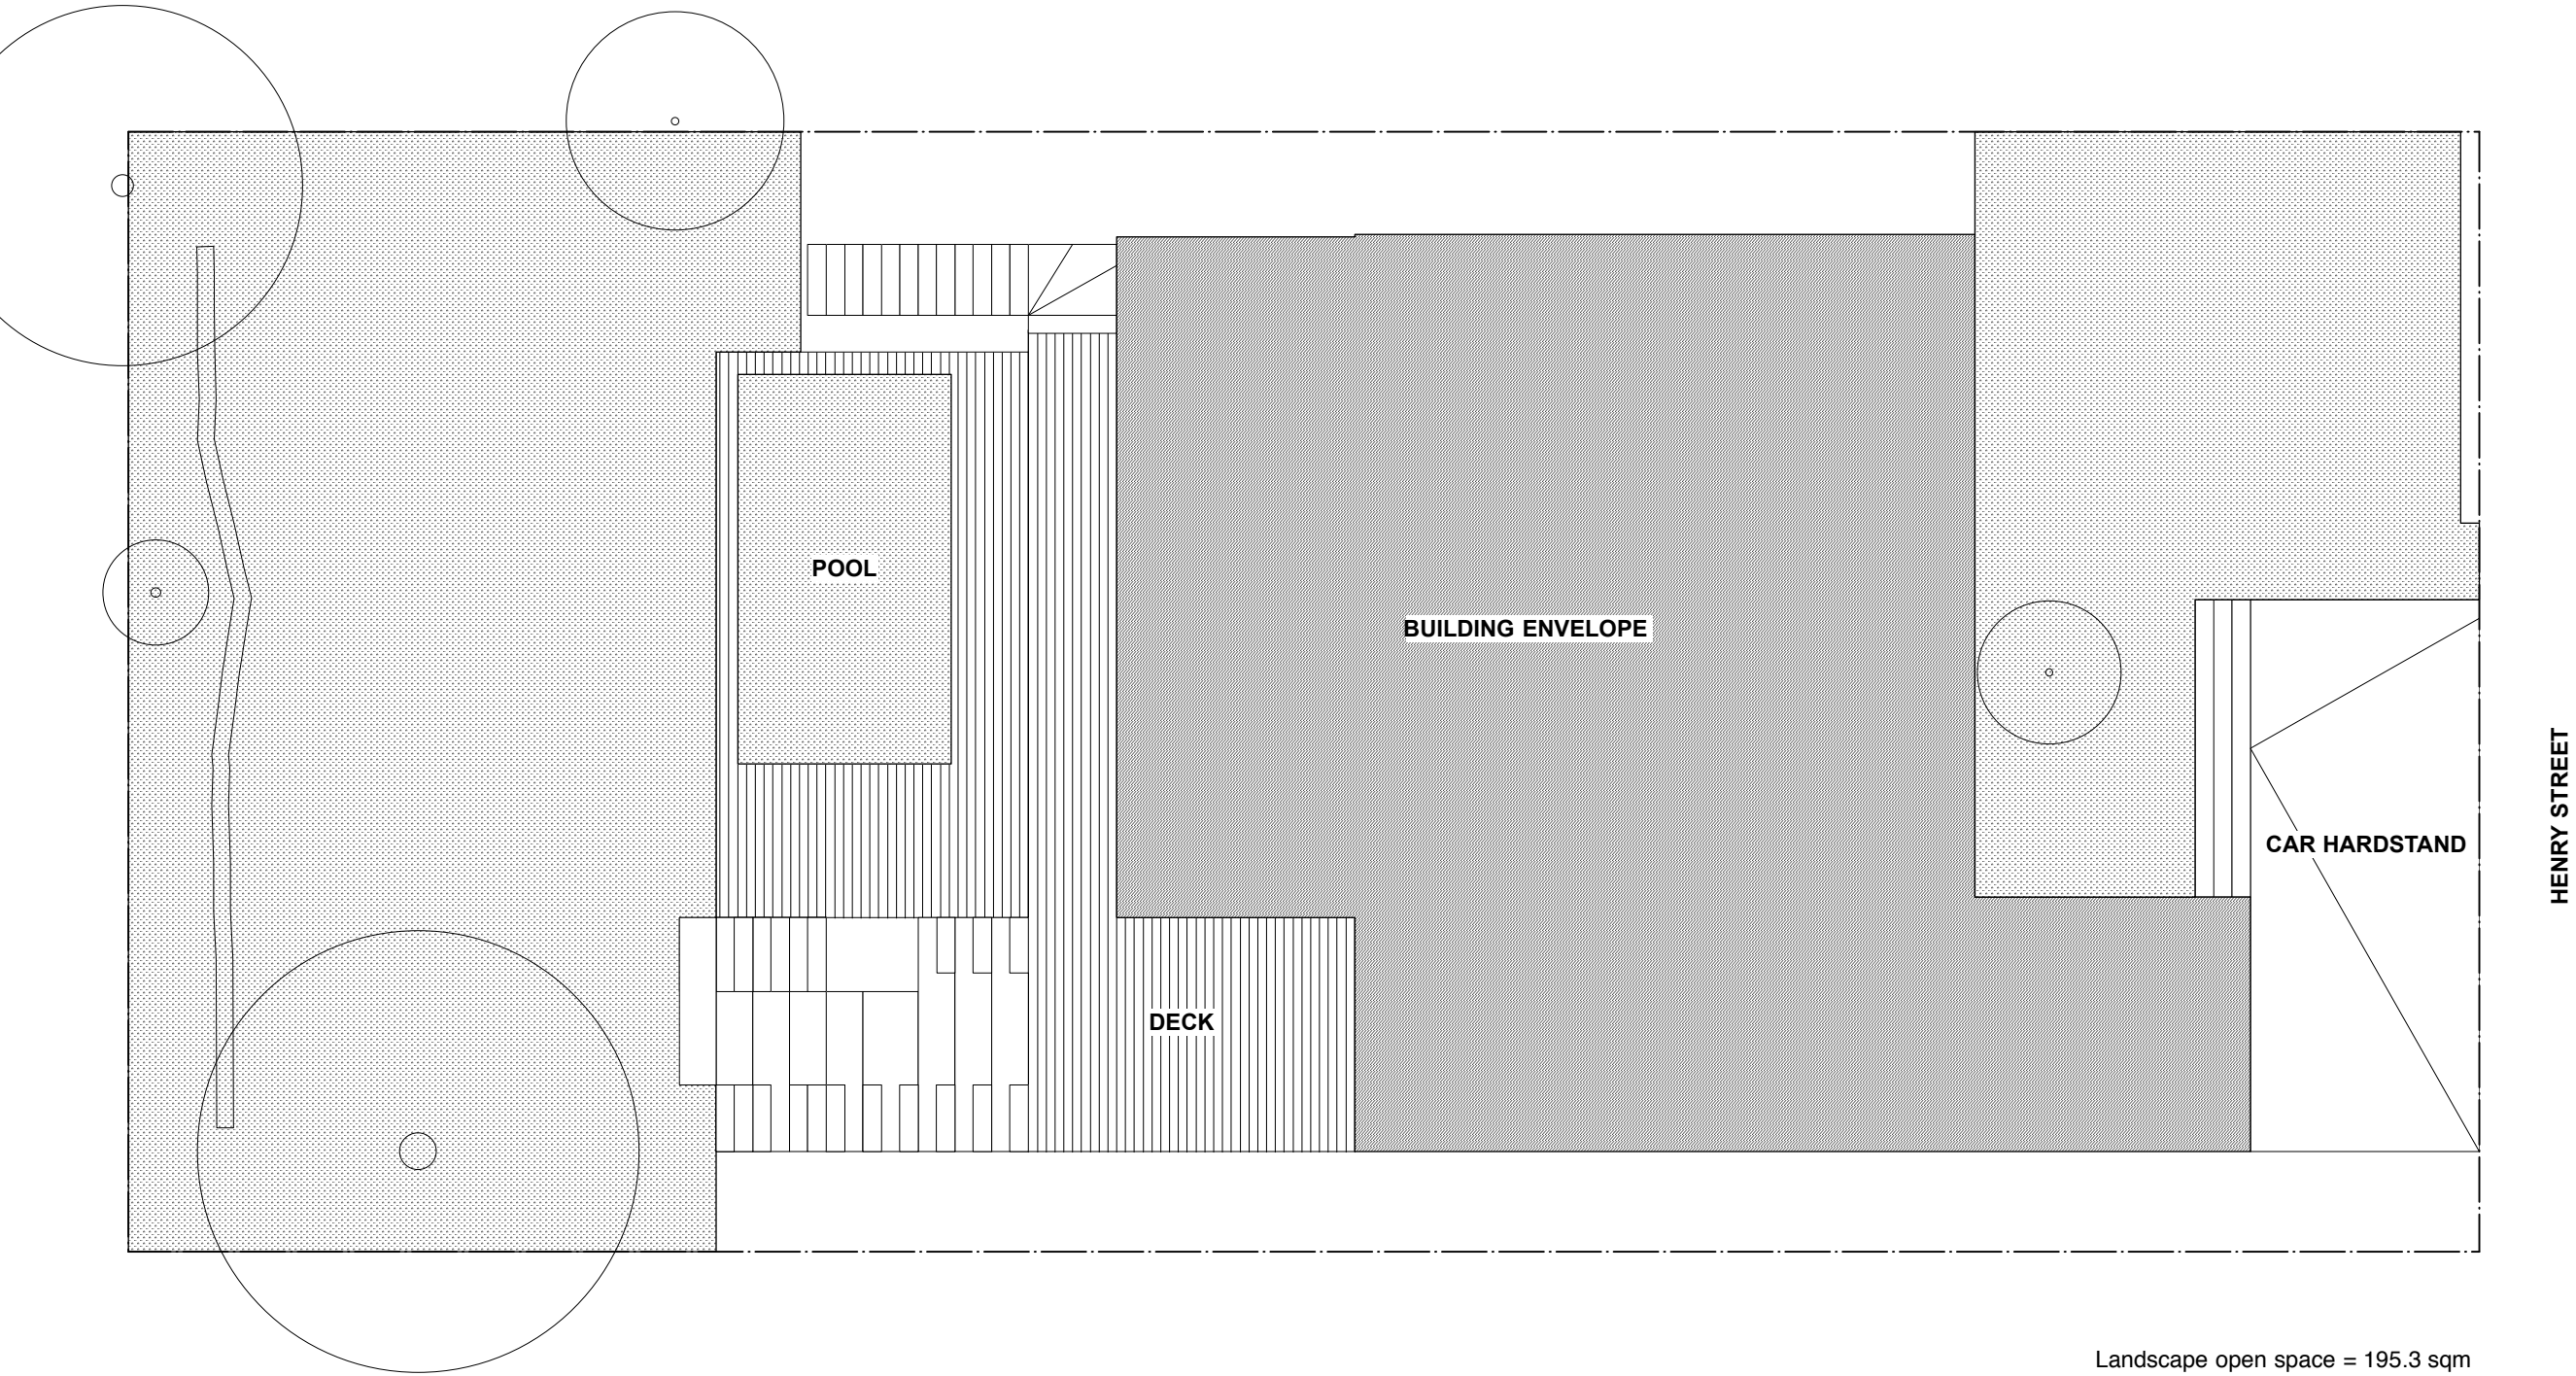 POOL
BUILDING ENVELOPE
HENRY STREET
CAR HARDSTAND
DECK
Landscape open space = 195.3 sqm